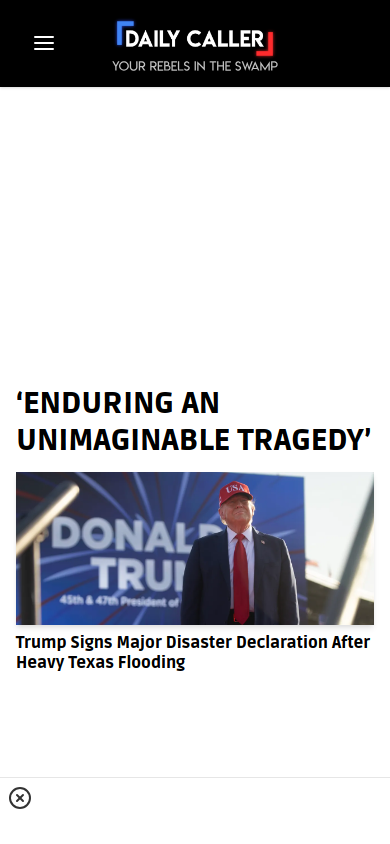 DAILY CALLER
YOUR REBELS IN THE SWAMP
‘ENDURING AN
UNIMAGINABLE TRAGEDY’
USA
DONALD
TRU
45th & 47th President of
Trump Signs Major Disaster Declaration After
Heavy Texas Flooding